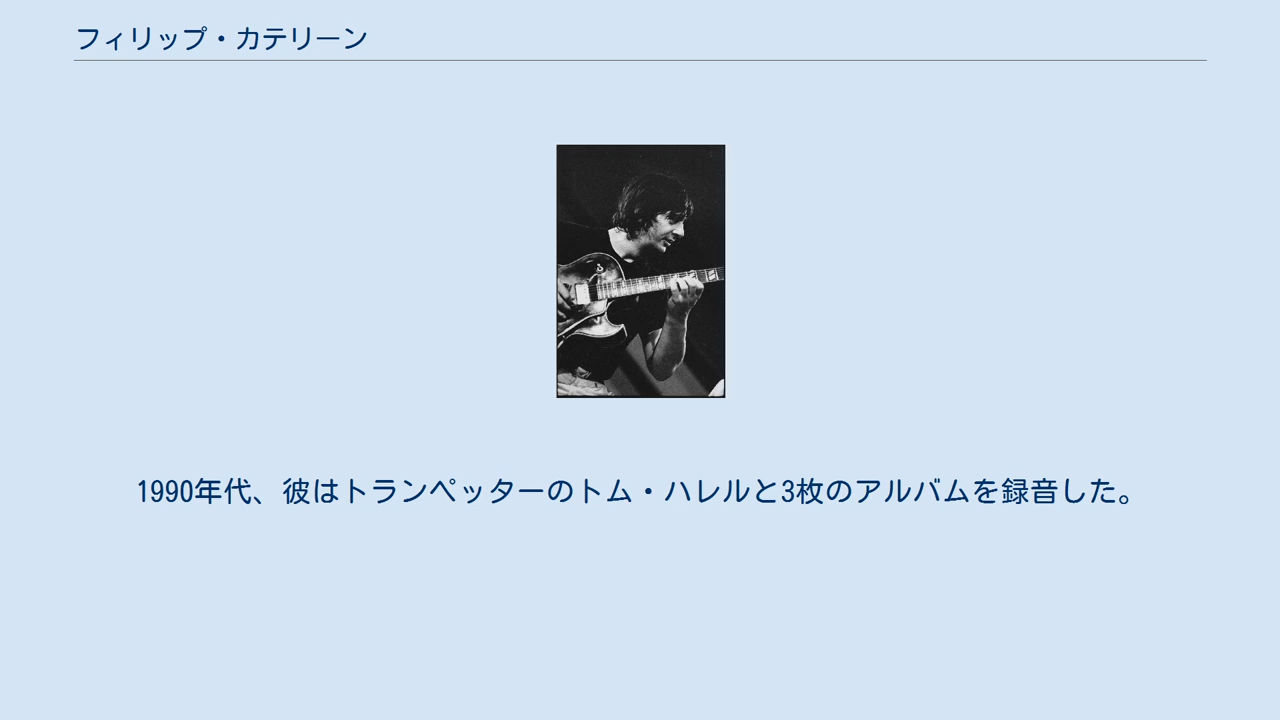 フィリップ・カテリーン
1990年代、彼はトランペッターのトム・ハレルと3枚のアルバムを録音した。